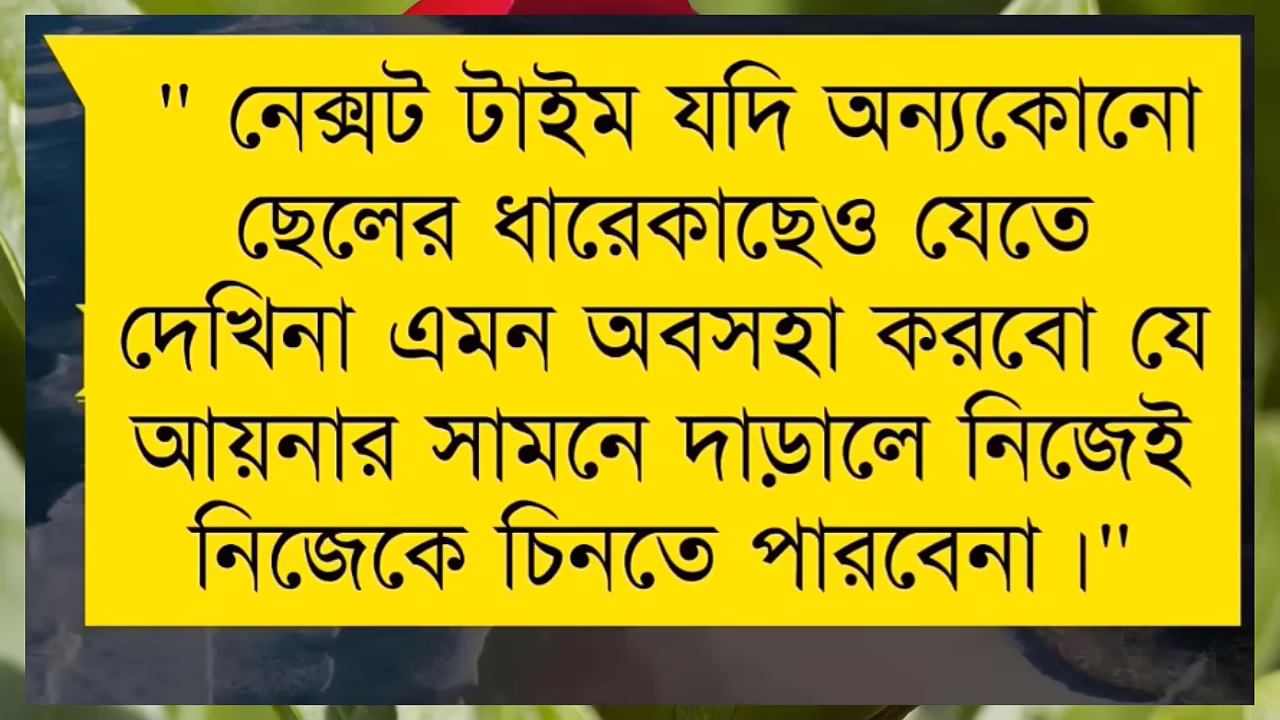 " নেক্সট টাইম যদি অন্যকোনো
ছেলের ধারেকাছেও যেতে
দেখিনা এমন অবসহা করবো যে
আয়নার সামনে দাড়ালে নিজেই
নিজেকে চিনতে পারবেনা ।"